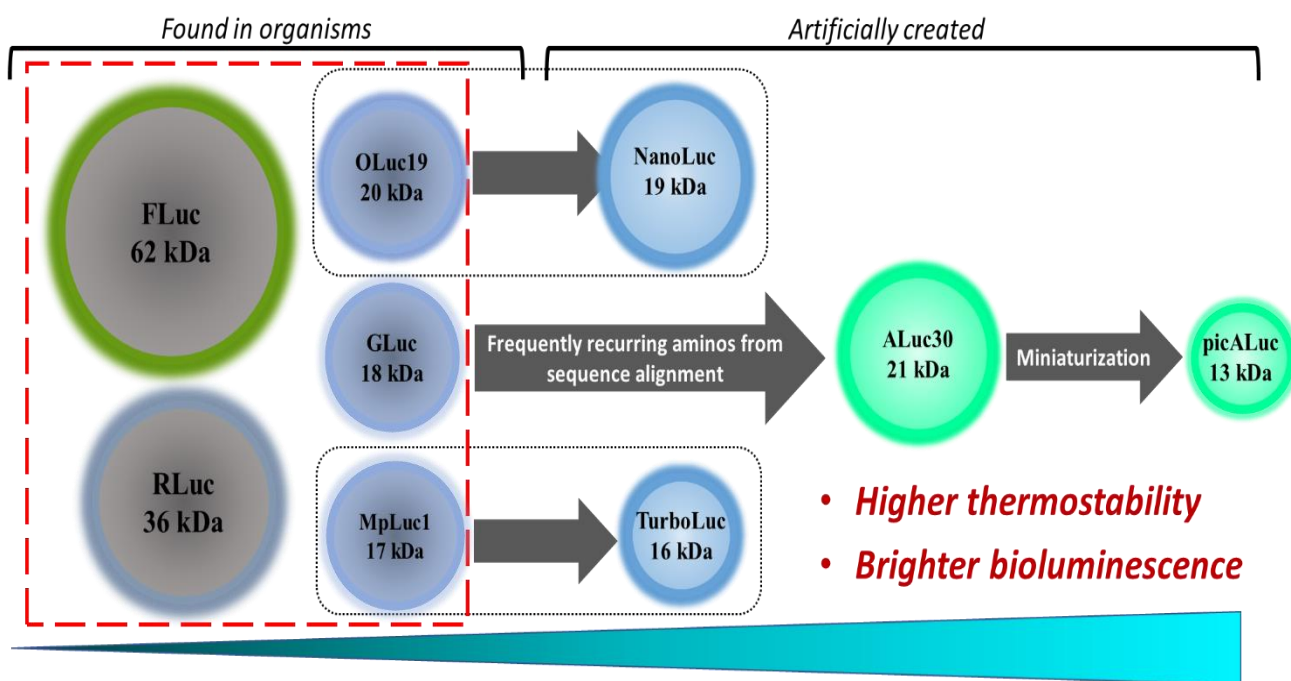 Found in organisms
Artificially created
FLuc
62 kDa
RLuc
36 kDa
OLuc19
20 kDa
NanoLuc
19 kDa
GLuc
18 kDa
Frequently recurring aminos from
sequence alignment
ALuc30
21 kDa
Miniaturization
picALuc
13 kDa
MpLuc1
17 kDa
TurboLuc
16 kDa
• Higher thermostability
• Brighter bioluminescence